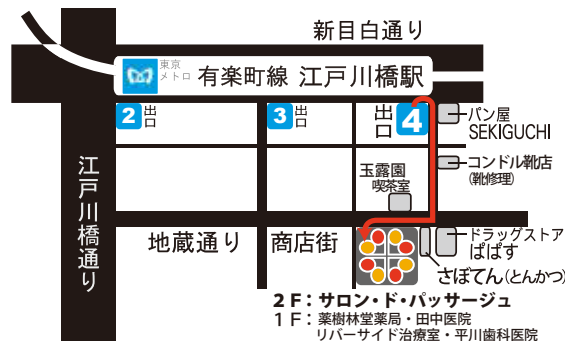 新目白通り
東京
メトロ
有楽町線 江戸川橋駅
2 出口
3 出口
出口 4
パン屋
SEKIGUCHI
コンドル靴店
(靴修理)
玉露園
喫茶室
江戸川橋通り
地蔵通り 商店街
ドラッグストア
ぱぱす
さぼてん(とんかつ)
2F:サロン・ド・パッサージュ
1F:薬樹林堂薬局・田中医院
リバーサイド治療室・平川歯科医院